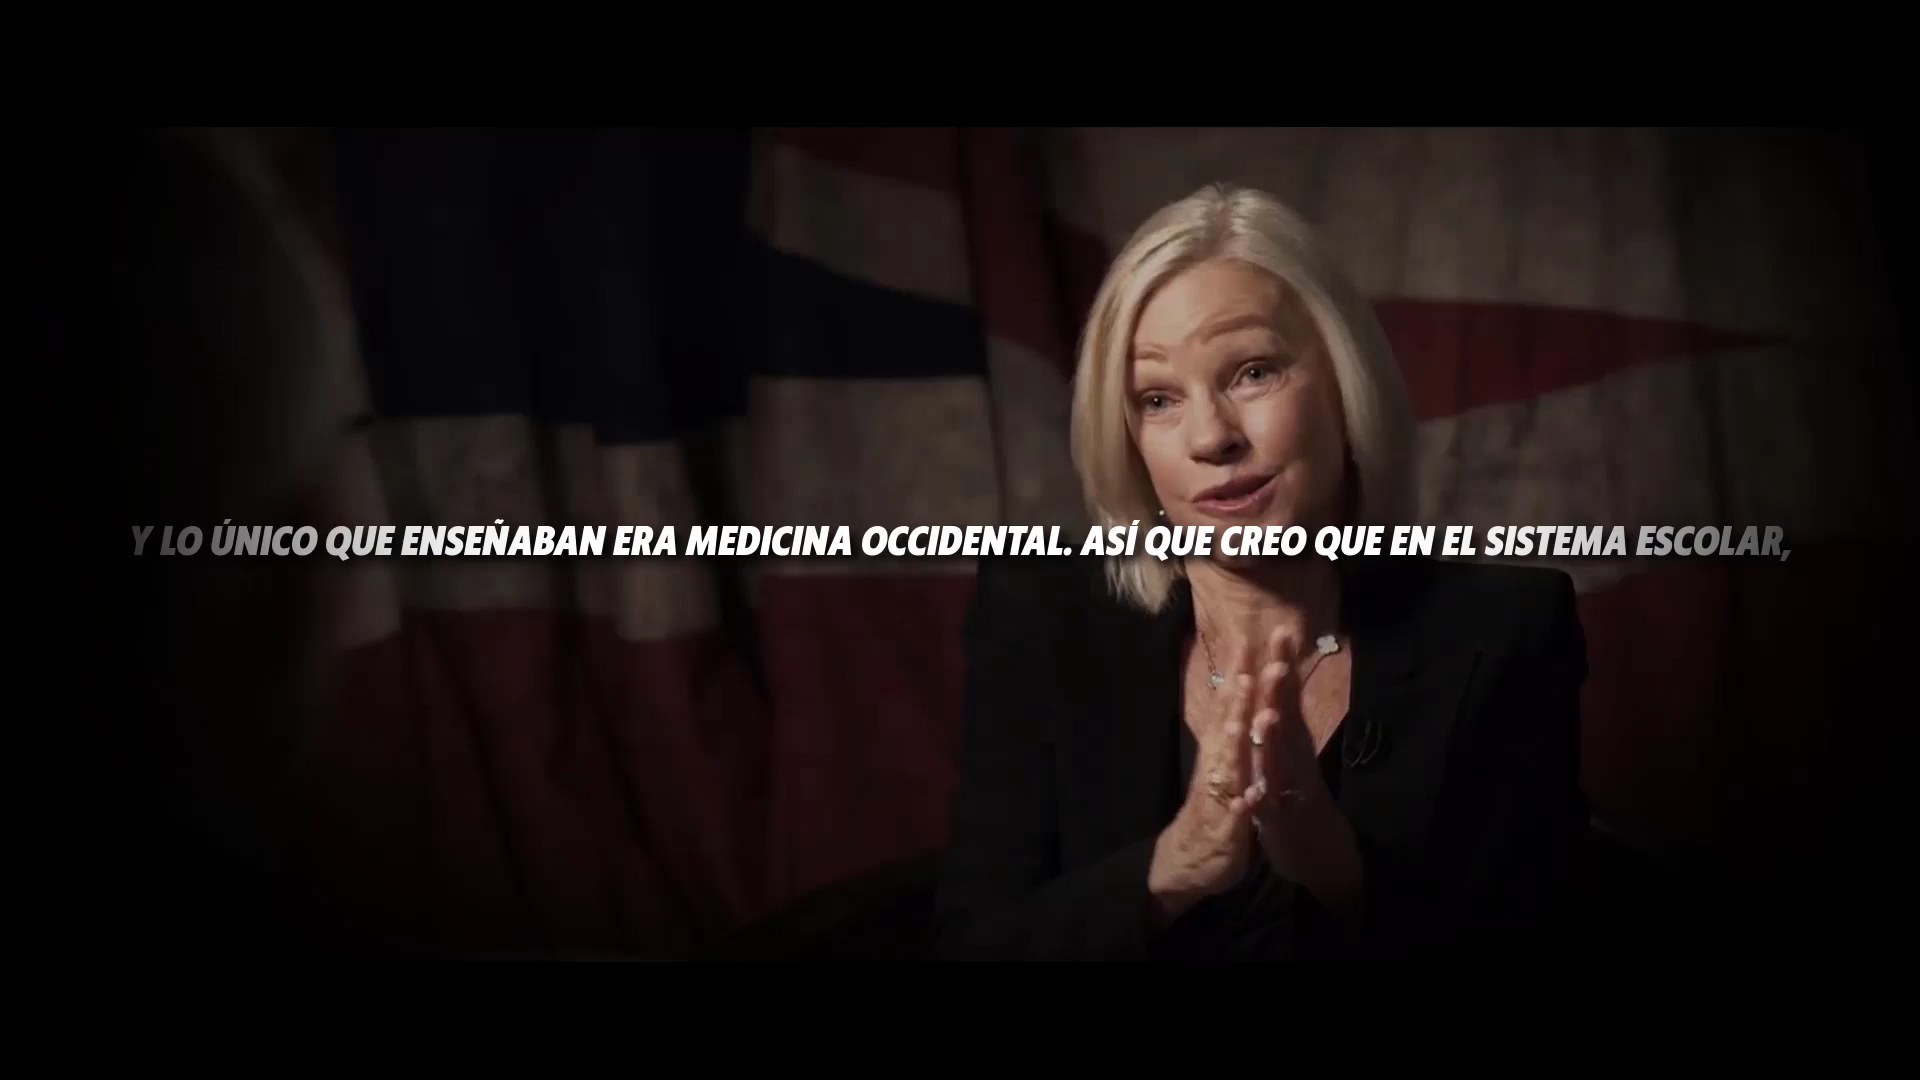 Y LO ÚNICO QUE ENSEÑABAN ERA MEDICINA OCCIDENTAL. ASÍ QUE CREO QUE EN EL SISTEMA ESCOLAR,